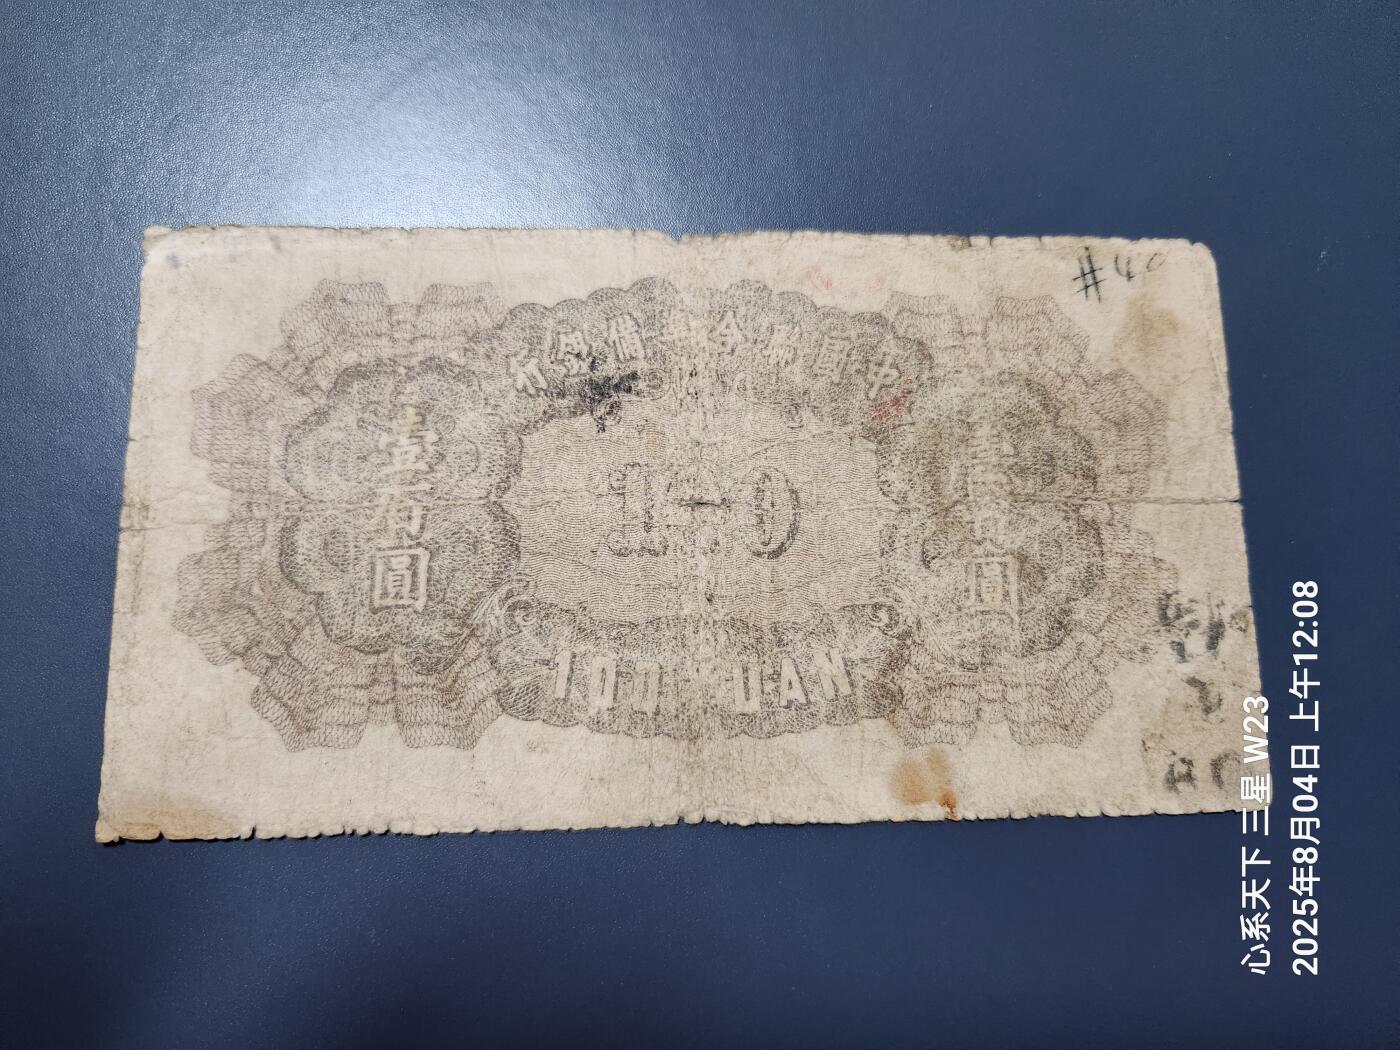 #40
中國聯合準備銀行
壹百圓
壹百圓
100
100 YUAN
心系天下 三星 W23
2025年8月04日 上午12:08